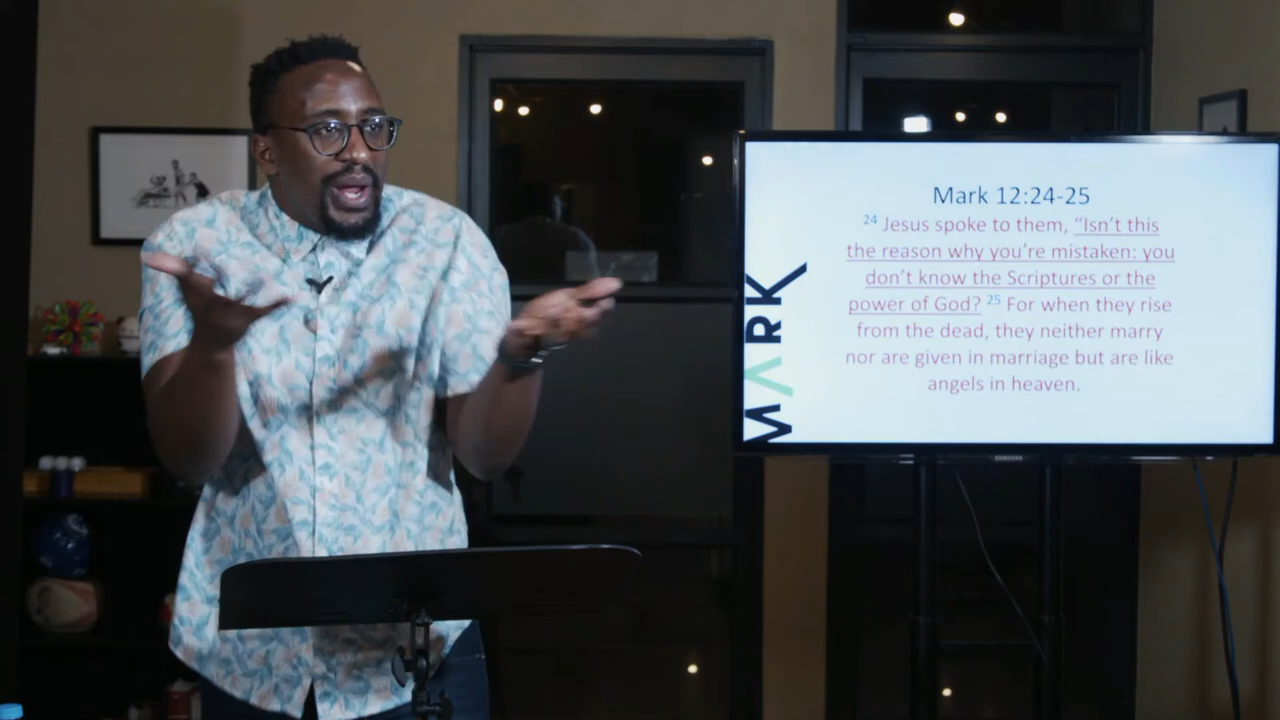 Mark 12:24-25
24 Jesus spoke to them, “Isn’t this
the reason why you’re mistaken: you
don’t know the Scriptures or the
power of God? 25 For when they rise
from the dead, they neither marry
nor are given in marriage but are like
angels in heaven.
MARK
SAMSUNG